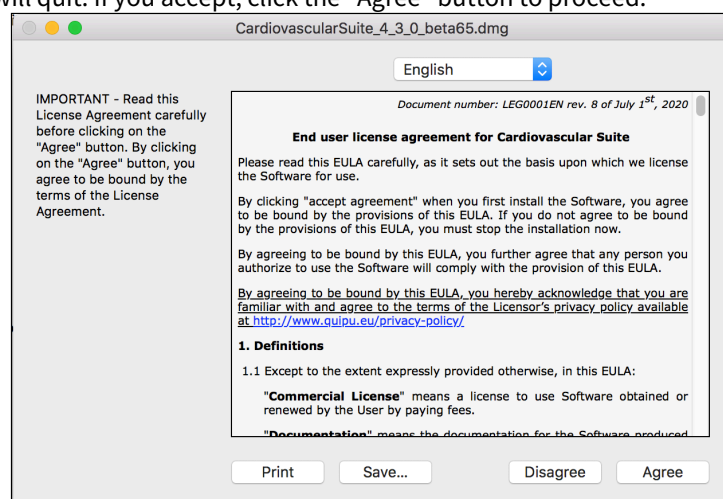 will quit. If you accept, click the "Agree" button to proceed.
CardiovascularSuite_4_3_0_beta65.dmg
English
IMPORTANT - Read this
License Agreement carefully
before clicking on the
"Agree" button. By clicking
on the "Agree" button, you
agree to be bound by the
terms of the License
Agreement.
Document number: LEG0001EN rev. 8 of July 1st, 2020
End user license agreement for Cardiovascular Suite
Please read this EULA carefully, as it sets out the basis upon which we license
the Software for use.
By clicking "accept agreement" when you first install the Software, you agree
to be bound by the provisions of this EULA. If you do not agree to be bound
by the provisions of this EULA, you must stop the installation now.
By agreeing to be bound by this EULA, you further agree that any person you
authorize to use the Software will comply with the provision of this EULA.
By agreeing to be bound by this EULA, you hereby acknowledge that you are
familiar with and agree to the terms of the Licensor's privacy policy available
at http://www.quipu.eu/privacy-policy/
1. Definitions
1.1 Except to the extent expressly provided otherwise, in this EULA:
"Commercial License" means a license to use Software obtained or
renewed by the User by paying fees.
"Documentation" means the documentation for the Software produced
Print
Save...
Disagree
Agree